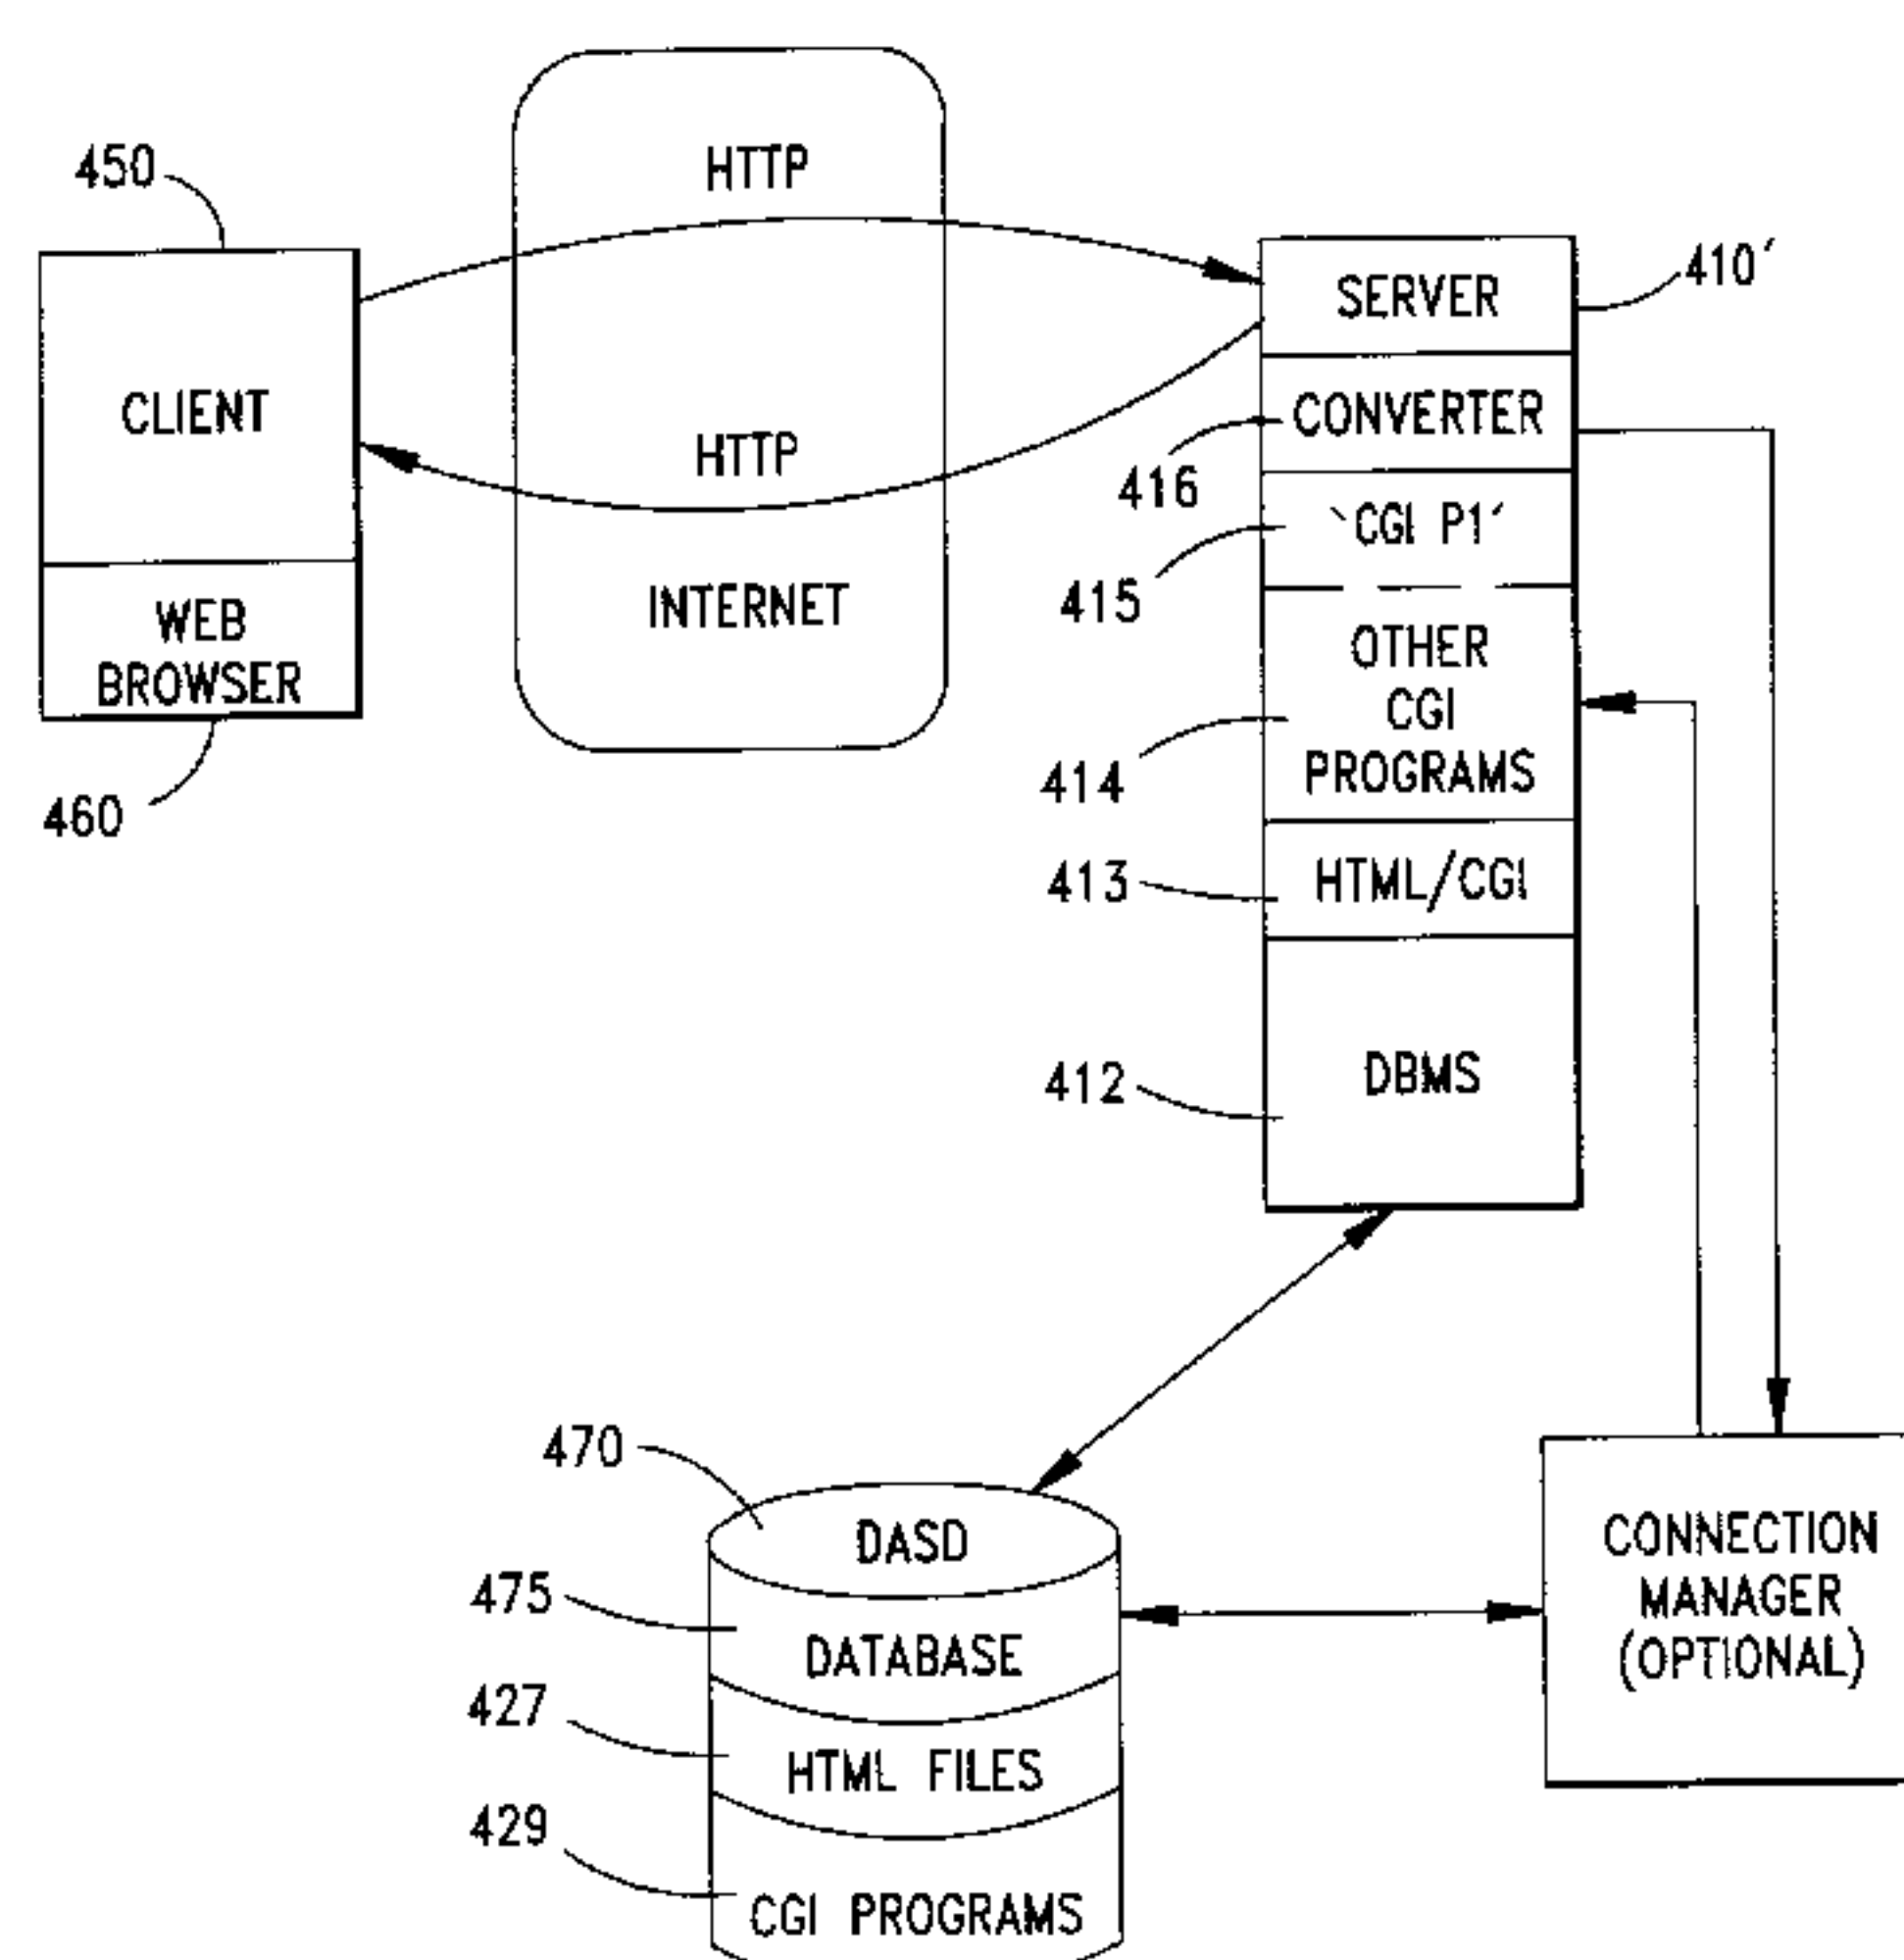 450
HTTP
410′
SERVER
CLIENT
CONVERTER
HTTP
416
`CGI P1′
415
INTERNET
WEB
BROWSER
OTHER
CGI
PROGRAMS
414
460
413
HTML/CGI
412
DBMS
470
DASD
475
DATABASE
CONNECTION
MANAGER
(OPTIONAL)
427
HTML FILES
429
CGI PROGRAMS